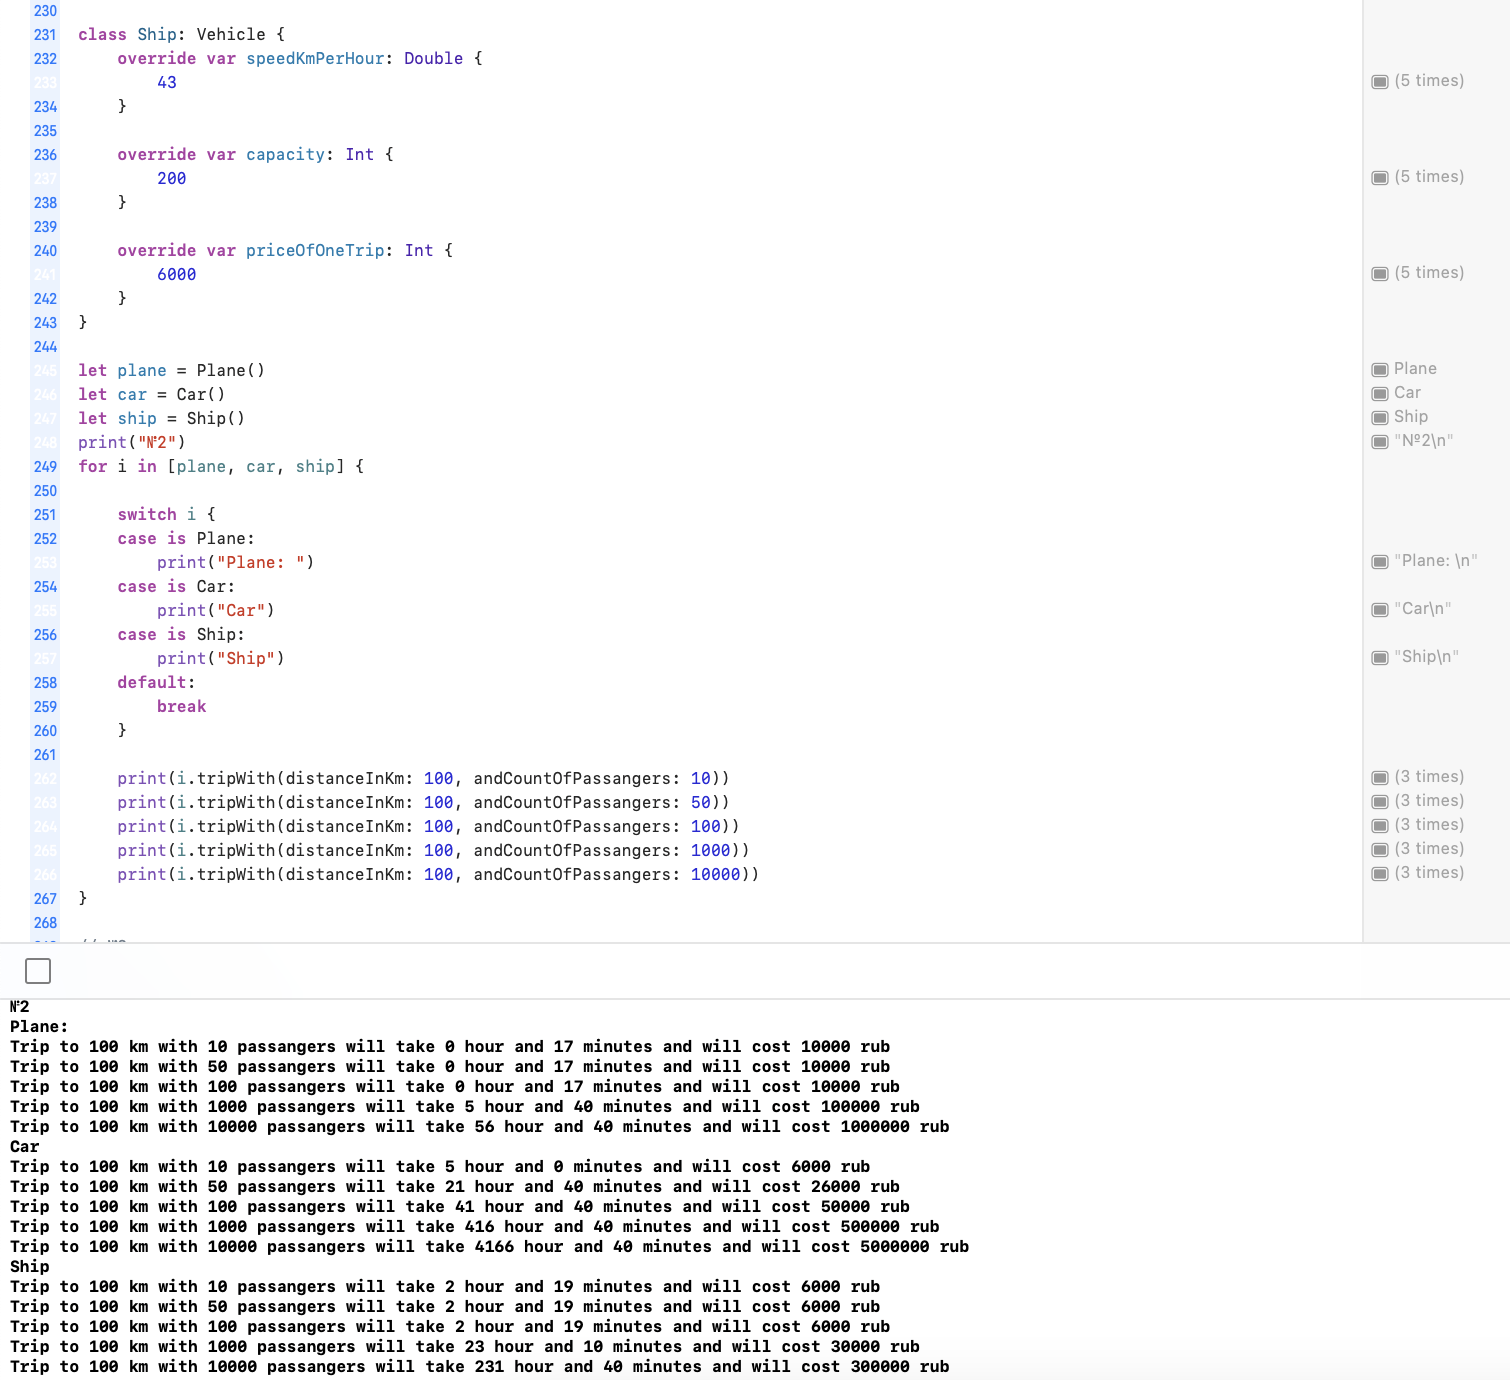 230
231 class Ship: Vehicle {
232 override var speedKmPerHour: Double {
233 43 (5 times)
234 }
235
236 override var capacity: Int {
237 200 (5 times)
238 }
239
240 override var priceOfOneTrip: Int {
241 6000 (5 times)
242 }
243 }
244
245 let plane = Plane() Plane
246 let car = Car() Car
247 let ship = Ship() Ship
248 print("№2") "№2\n"
249 for i in [plane, car, ship] {
250
251 switch i {
252 case is Plane:
253 print("Plane: ") "Plane: \n"
254 case is Car:
255 print("Car") "Car\n"
256 case is Ship:
257 print("Ship") "Ship\n"
258 default:
259 break
260 }
261
262 print(i.tripWith(distanceInKm: 100, andCountOfPassangers: 10)) (3 times)
263 print(i.tripWith(distanceInKm: 100, andCountOfPassangers: 50)) (3 times)
264 print(i.tripWith(distanceInKm: 100, andCountOfPassangers: 100)) (3 times)
265 print(i.tripWith(distanceInKm: 100, andCountOfPassangers: 1000)) (3 times)
266 print(i.tripWith(distanceInKm: 100, andCountOfPassangers: 10000)) (3 times)
267 }
268
№2
Plane:
Trip to 100 km with 10 passangers will take 0 hour and 17 minutes and will cost 10000 rub
Trip to 100 km with 50 passangers will take 0 hour and 17 minutes and will cost 10000 rub
Trip to 100 km with 100 passangers will take 0 hour and 17 minutes and will cost 10000 rub
Trip to 100 km with 1000 passangers will take 5 hour and 40 minutes and will cost 100000 rub
Trip to 100 km with 10000 passangers will take 56 hour and 40 minutes and will cost 1000000 rub
Car
Trip to 100 km with 10 passangers will take 5 hour and 0 minutes and will cost 6000 rub
Trip to 100 km with 50 passangers will take 21 hour and 40 minutes and will cost 26000 rub
Trip to 100 km with 100 passangers will take 41 hour and 40 minutes and will cost 50000 rub
Trip to 100 km with 1000 passangers will take 416 hour and 40 minutes and will cost 500000 rub
Trip to 100 km with 10000 passangers will take 4166 hour and 40 minutes and will cost 5000000 rub
Ship
Trip to 100 km with 10 passangers will take 2 hour and 19 minutes and will cost 6000 rub
Trip to 100 km with 50 passangers will take 2 hour and 19 minutes and will cost 6000 rub
Trip to 100 km with 100 passangers will take 2 hour and 19 minutes and will cost 6000 rub
Trip to 100 km with 1000 passangers will take 23 hour and 10 minutes and will cost 30000 rub
Trip to 100 km with 10000 passangers will take 231 hour and 40 minutes and will cost 300000 rub